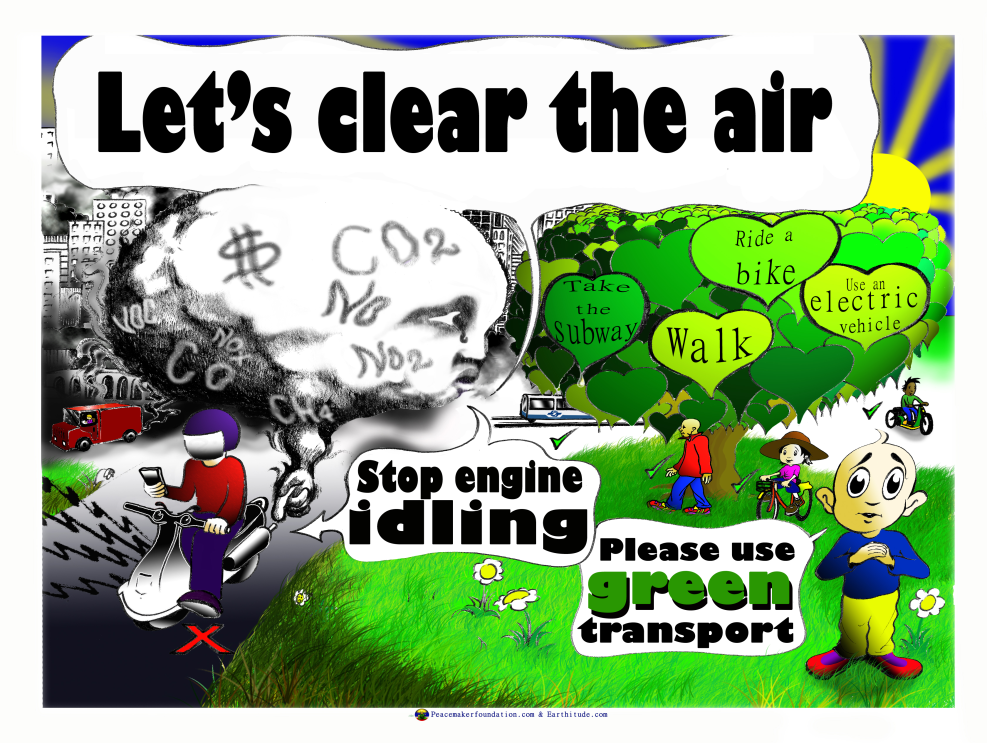 Let's clear the air
$ CO2
No
VOC NOx
CO
NO2
CH4
Take
the
subway
Ride a
bike
Use an
electric
vehicle
Walk
Stop engine
idling
Please use
green
transport
X
Peacemakerfoundation.com & Earthitude.com